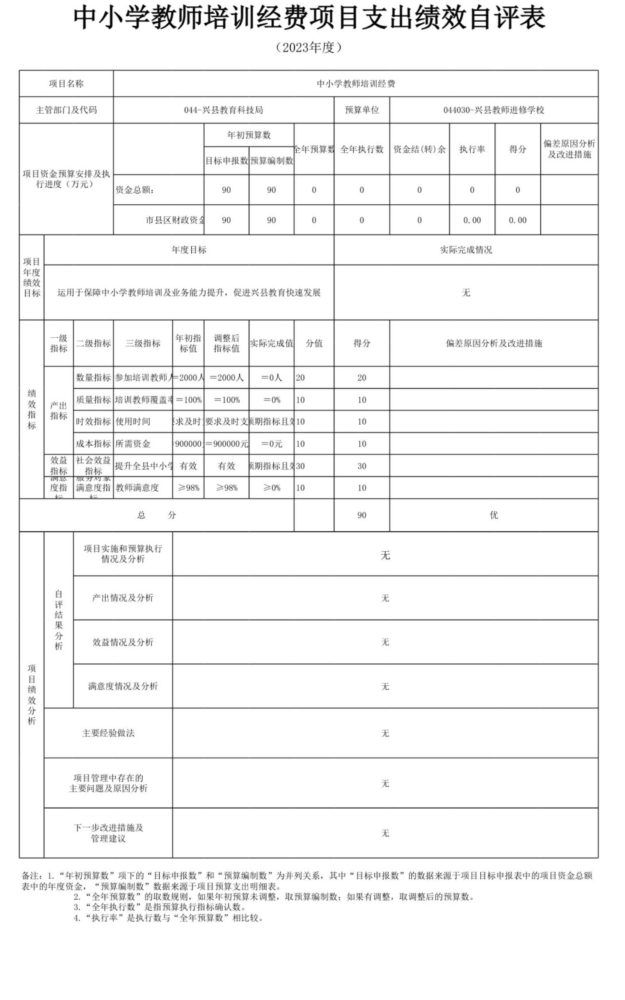 中小学教师培训经费项目支出绩效自评表
（2023年度）
项目名称
中小学教师培训经费
主管部门及代码
044-兴县教育科技局
预算单位
044030-兴县教师进修学校
项目资金预算安排及执
行进度（万元）
年初预算数
目标申报数
预算编制数
全年预算数
全年执行数
资金结(转)余
执行率
得分
偏差原因分析
及改进措施
资金总额：
90
90
0
0
0
0
0
市县区财政资金
90
90
0
0
0
0.00
0.00
项目
年度
绩效
目标
年度目标
实际完成情况
运用于保障中小学教师培训及业务能力提升，促进兴县教育快速发展
无
绩
效
指
标
一级
指标
二级指标
三级指标
年初指
标值
调整后
指标值
实际完成值
分值
得分
偏差原因分析及改进措施
产出
指标
数量指标
参加培训教师人
＝2000人
＝2000人
＝0人
20
20
质量指标
培训教师覆盖率
＝100%
＝100%
＝0%
10
10
时效指标
使用时间
求及时
要求及时支
预期指标且效
10
10
成本指标
所需资金
900000
＝900000元
＝0元
10
10
效益
指标
社会效益
指标
提升全县中小学
有效
有效
预期指标且效
30
30
满意
度指
标
服务对象
满意度指
标
教师满意度
≥98%
≥98%
≥0%
10
10
总 分
90
优
项
目
绩
效
分
析
自
评
结
果
分
析
项目实施和预算执行
情况及分析
无
产出情况及分析
无
效益情况及分析
无
满意度情况及分析
无
主要经验做法
无
项目管理中存在的
主要问题及原因分析
无
下一步改进措施及
管理建议
无
备注：1.“年初预算数”项下的“目标申报数”和“预算编制数”为并列关系，其中“目标申报数”的数据来源于项目目标申报表中的项目资金总额
表中的年度资金，“预算编制数”数据来源于项目预算支出明细表。
2.“全年预算数”的取数规则，如果年初预算未调整，取预算编制数；如果有调整，取调整后的预算数。
3.“全年执行数”是指预算执行指标确认数。
4.“执行率”是执行数与“全年预算数”相比较。